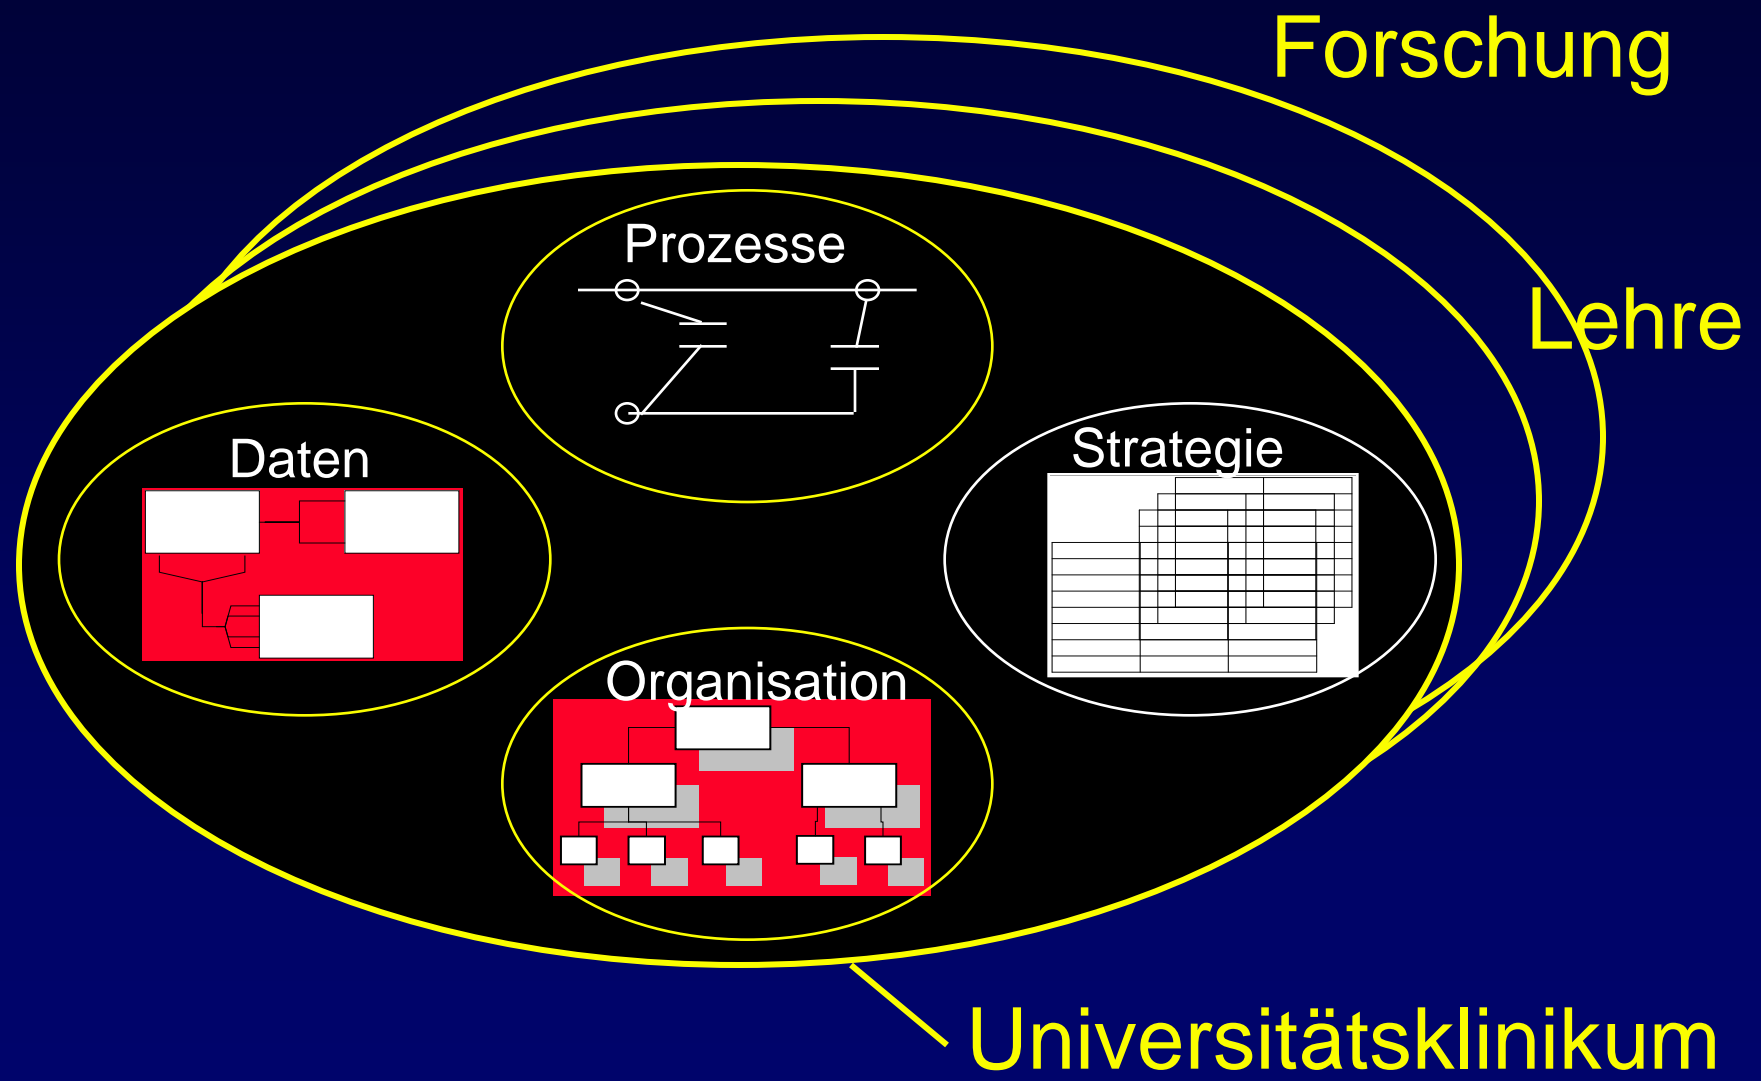 Forschung
Prozesse
Lehre
Daten
Strategie
Organisation
Universitätsklinikum